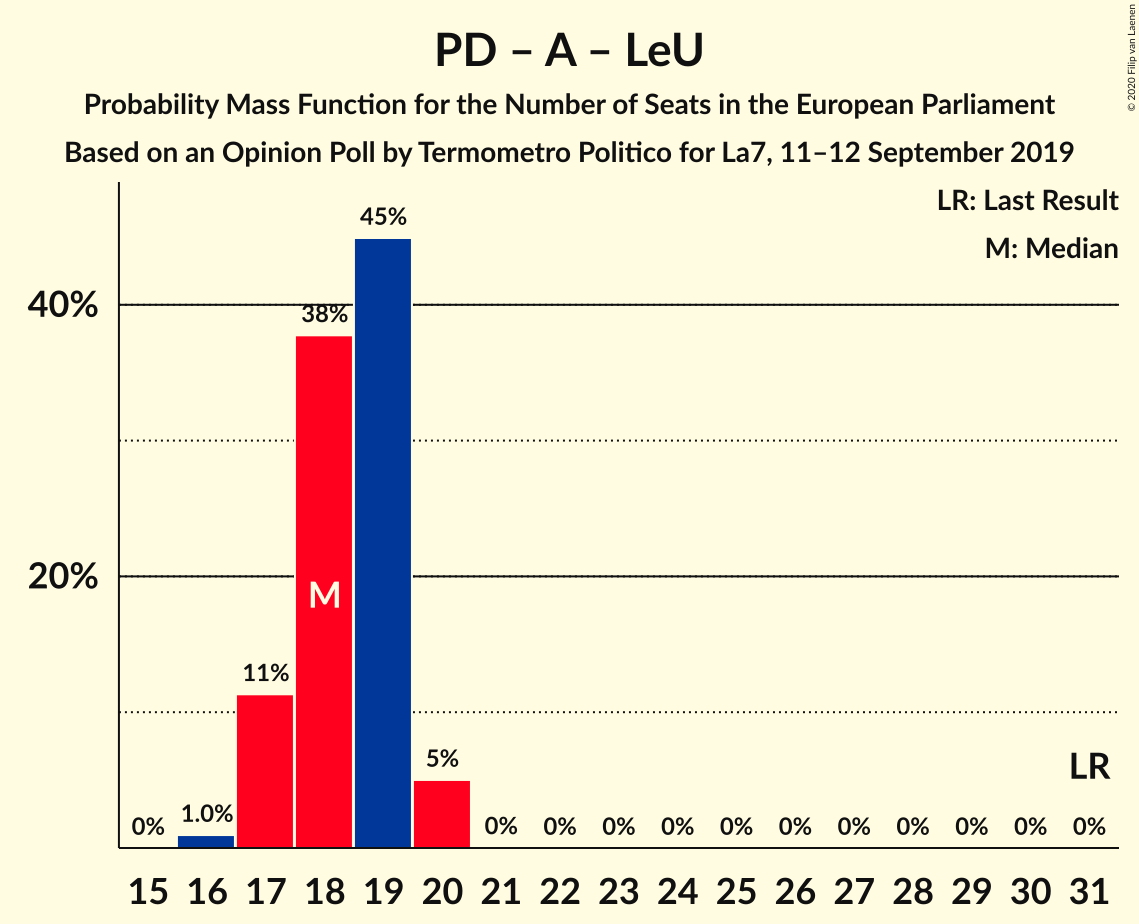 PD – A – LeU
Probability Mass Function for the Number of Seats in the European Parliament
Based on an Opinion Poll by Termometro Politico for La7, 11–12 September 2019
© 2020 Filip van Laenen
LR: Last Result
M: Median
45%
40%
38%
20%
M
11%
5%
LR
0% 1.0% 0% 0% 0% 0% 0% 0% 0% 0% 0% 0% 0%
15 16 17 18 19 20 21 22 23 24 25 26 27 28 29 30 31